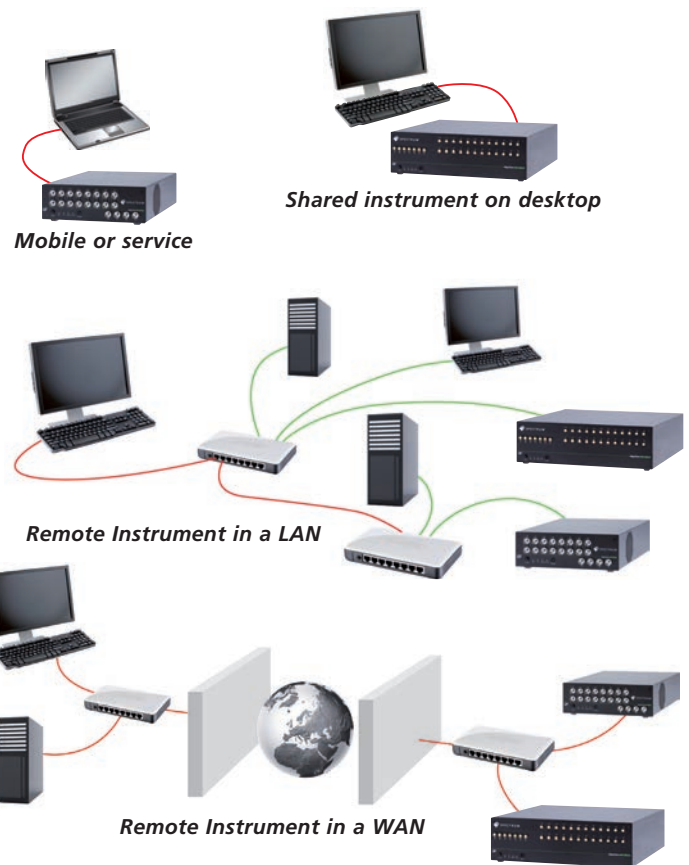 Mobile or service
Shared instrument on desktop
Remote Instrument in a LAN
Remote Instrument in a WAN